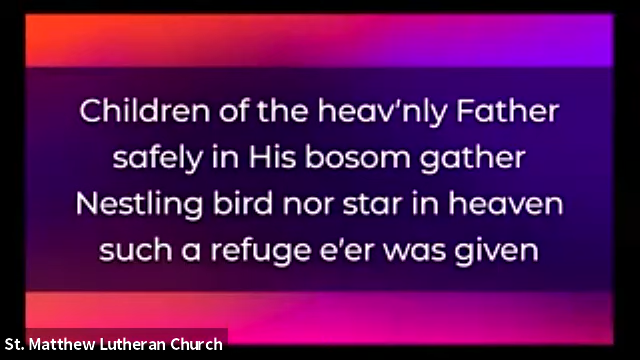 Children of the heav'nly Father
safely in His bosom gather
Nestling bird nor star in heaven
such a refuge e'er was given
St. Matthew Lutheran Church